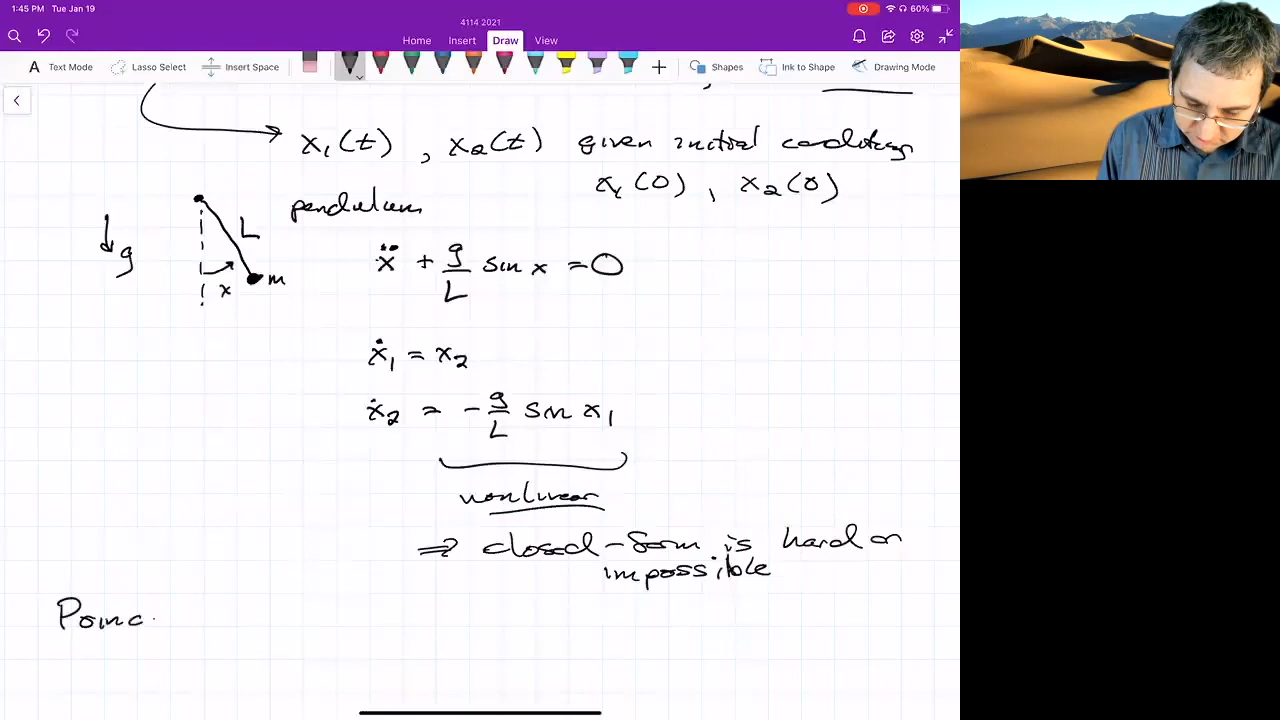 1:45 PM Tue Jan 19
60%
4114 2021
Home Insert Draw View
Text Mode Lasso Select Insert Space Shapes Ink to Shape Drawing Mode
x₁(t), x₂(t) given initial conditions
x₁(0), x₂(0)
pendulum
g
L
m
x
ẍ + g/L sin x = 0
ẋ₁ = x₂
ẋ₂ = - g/L sin x₁
nonlinear
⇒ closed-form is hard or
impossible
Poinc